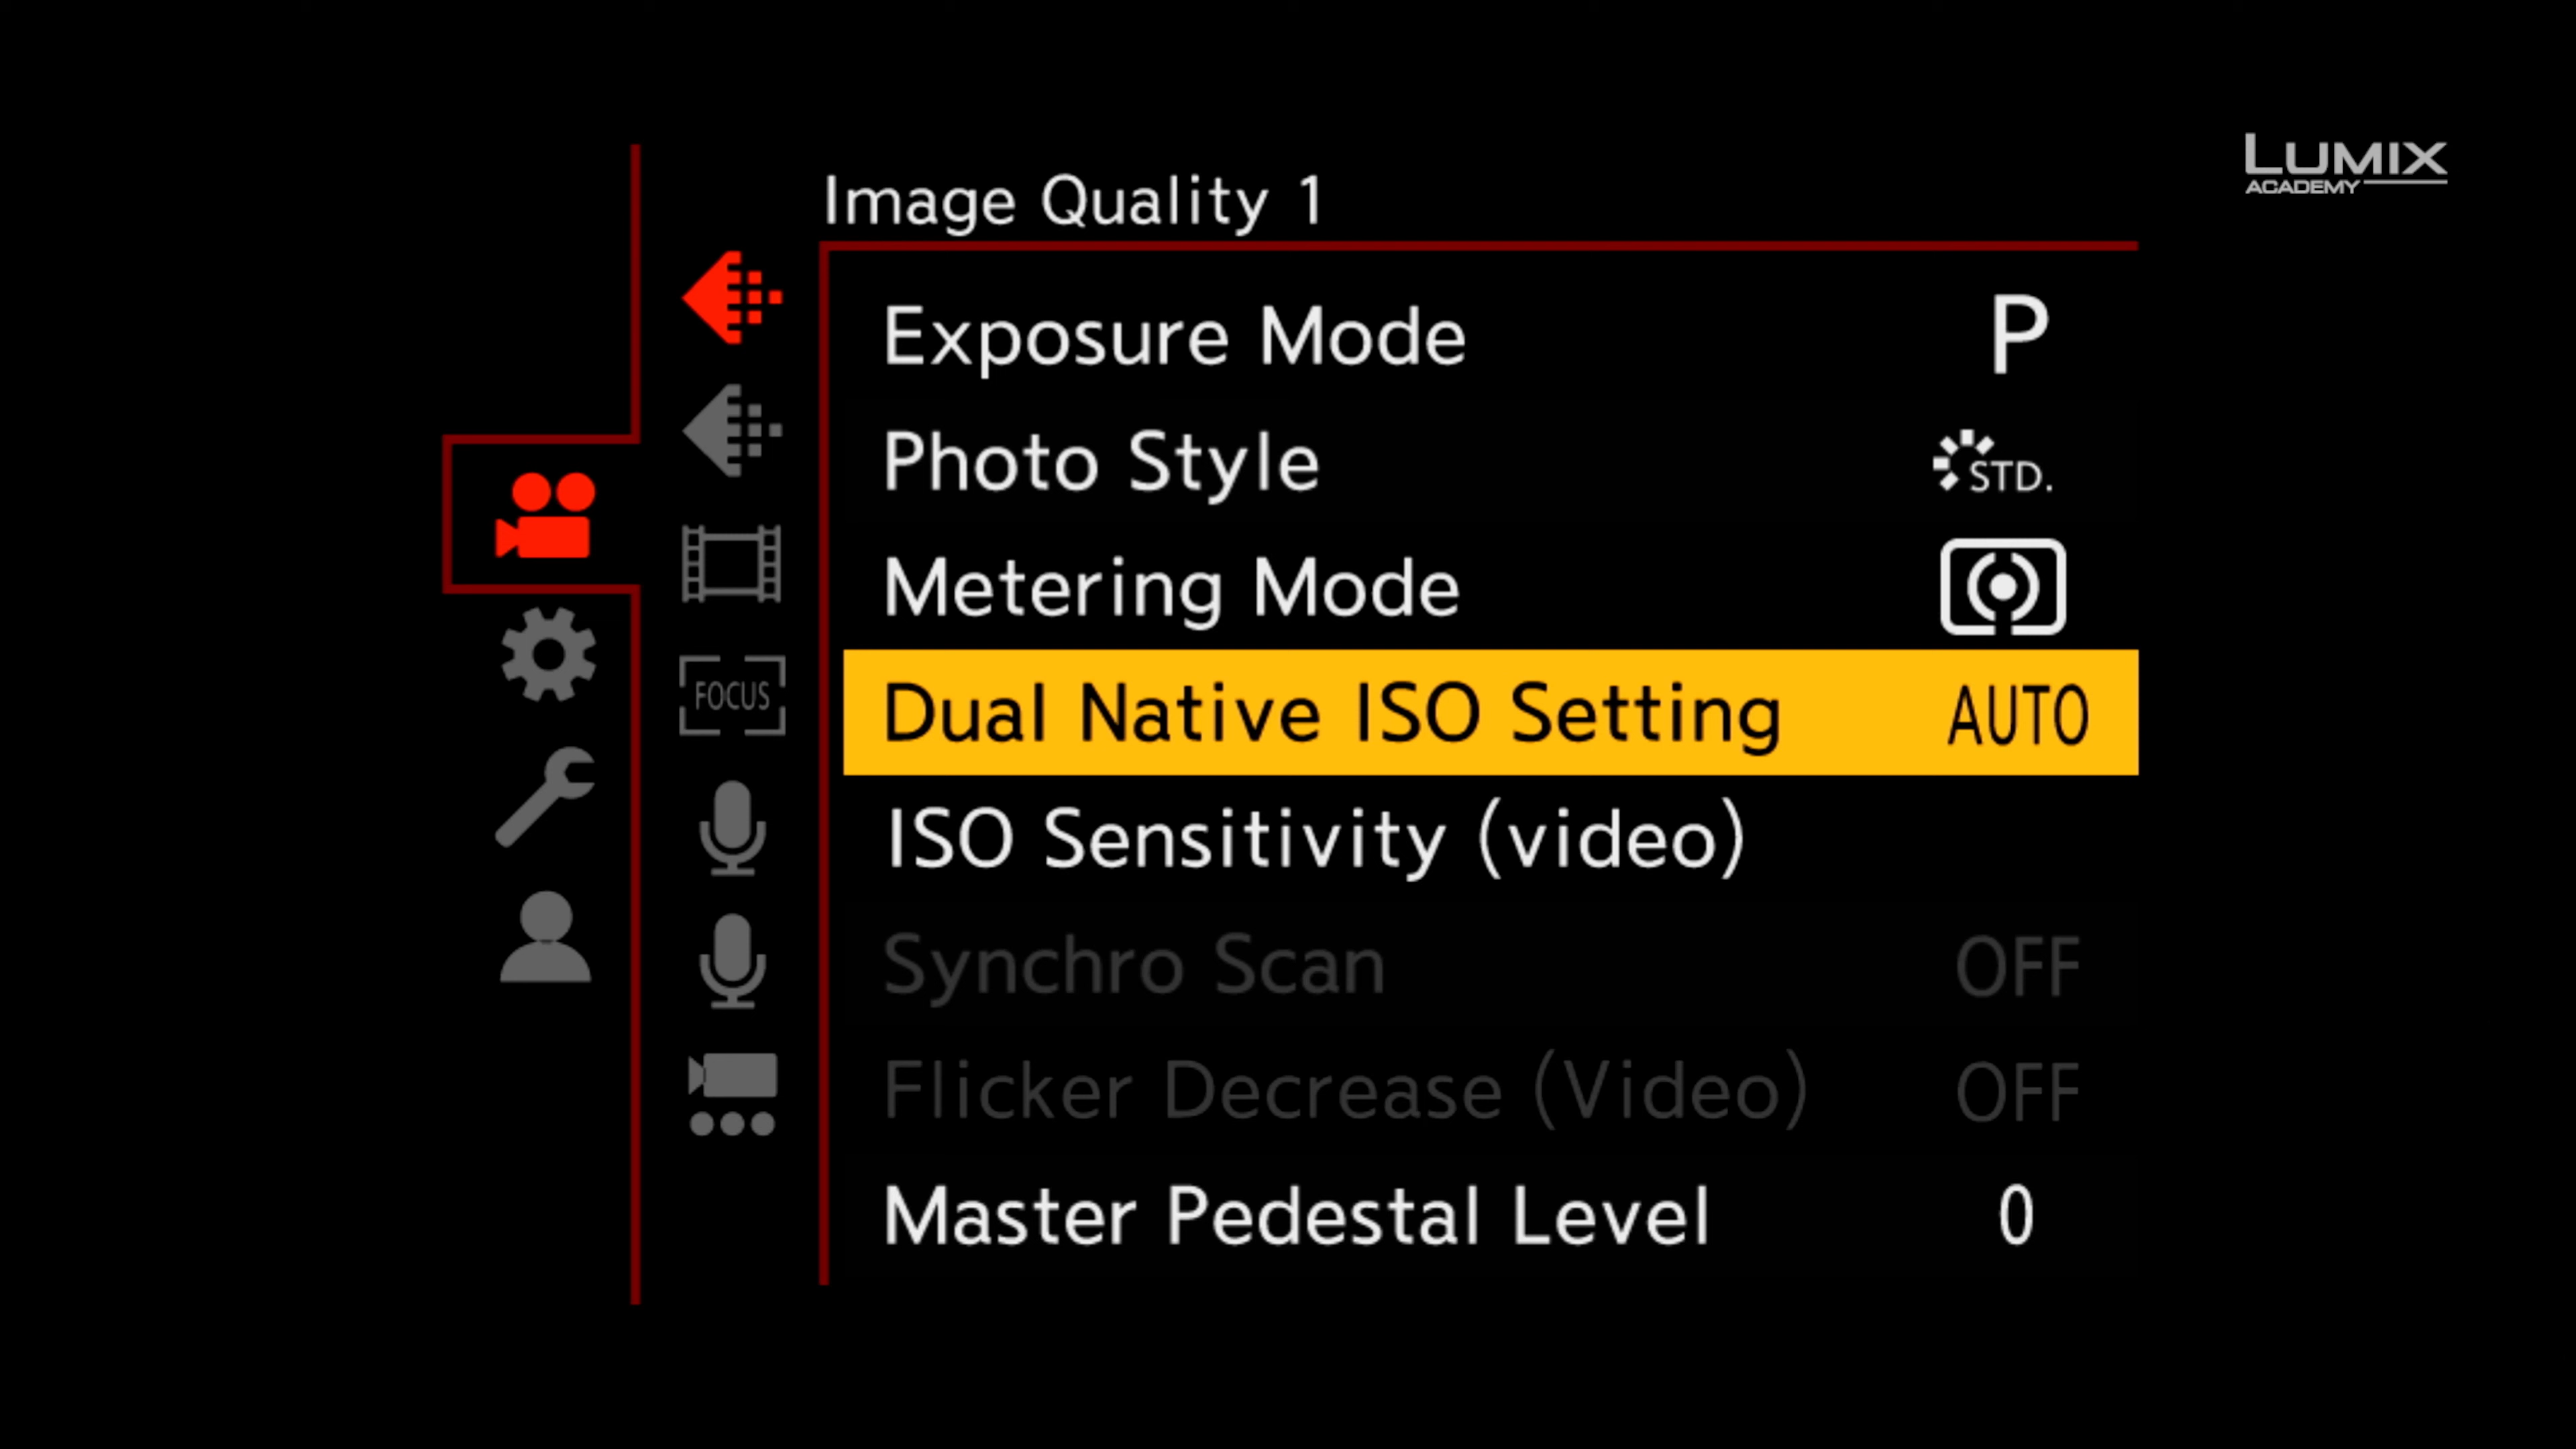 LUMIX
ACADEMY
Image Quality 1
Exposure Mode P
Photo Style STD.
Metering Mode
Dual Native ISO Setting AUTO
FOCUS
ISO Sensitivity (video)
Synchro Scan OFF
Flicker Decrease (Video) OFF
Master Pedestal Level 0